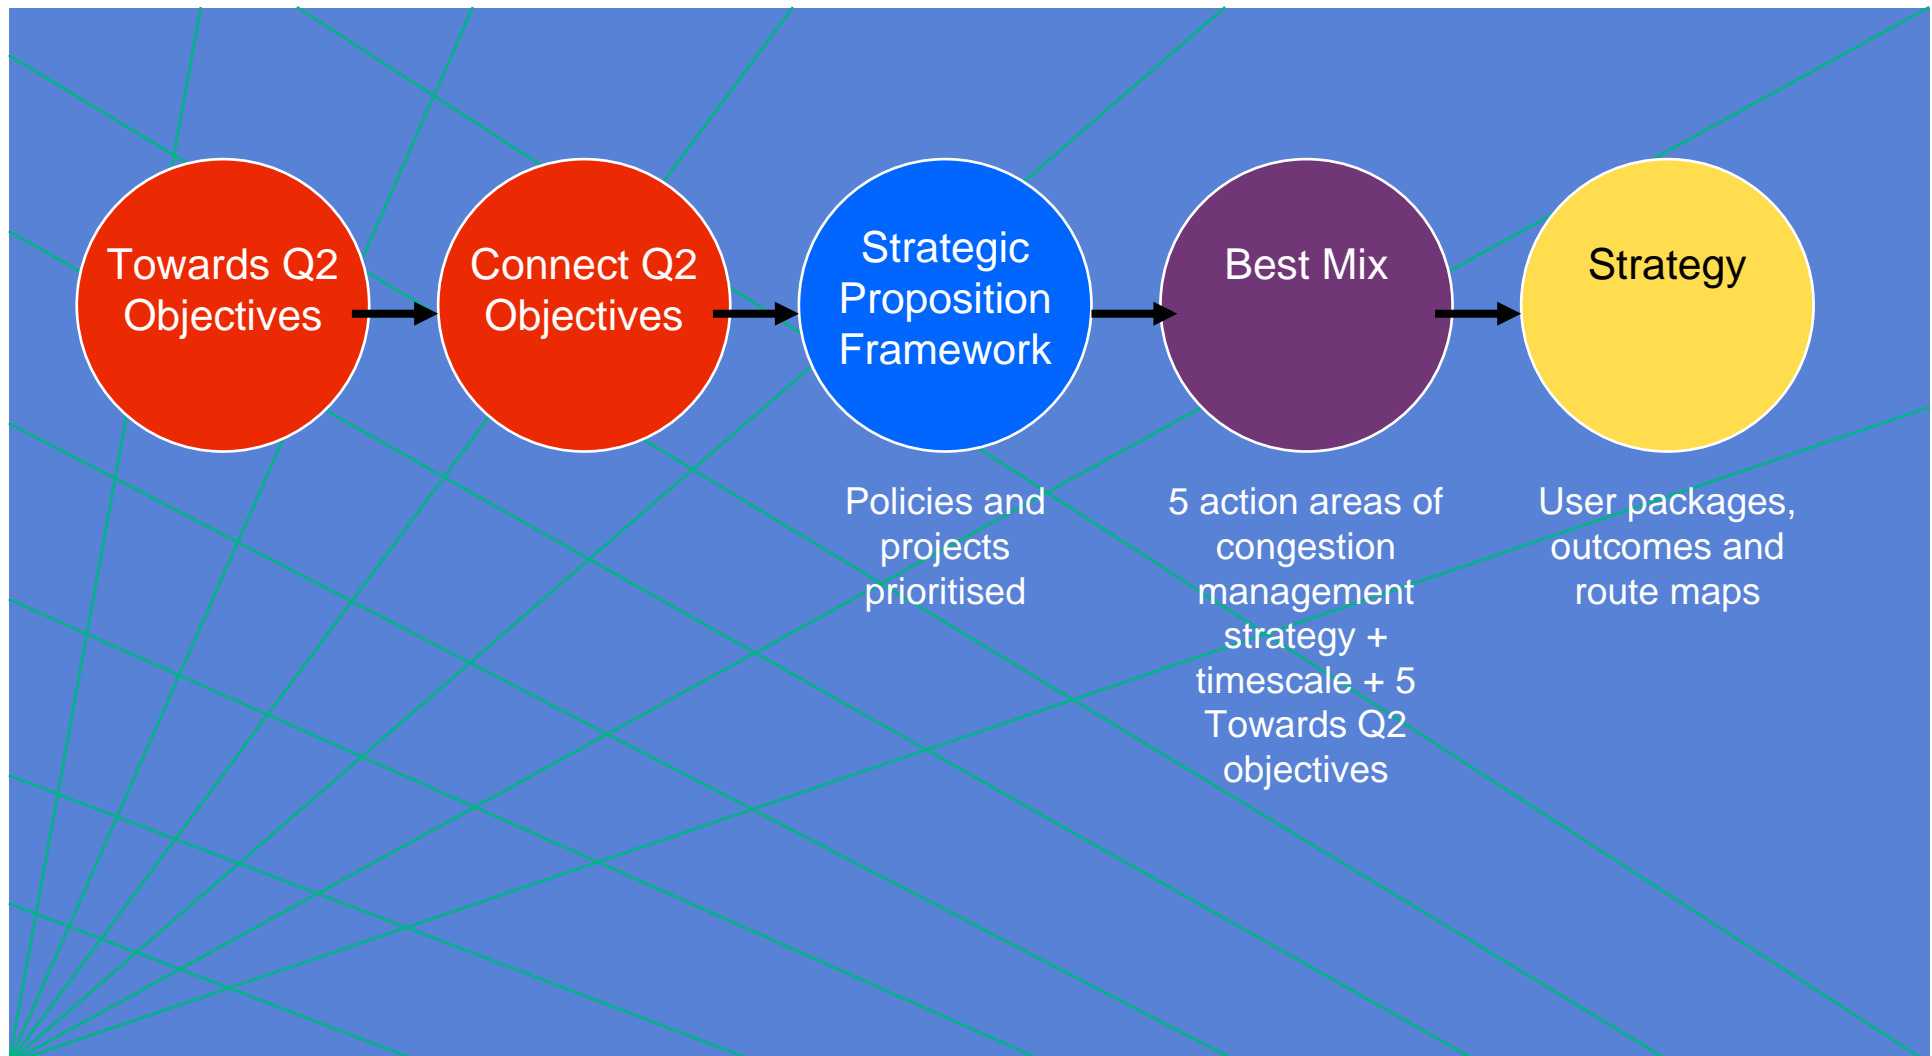 Towards Q2
Objectives
Connect Q2
Objectives
Strategic
Proposition
Framework
Best Mix
Strategy
Policies and
projects
prioritised
5 action areas of
congestion
management
strategy +
timescale + 5
Towards Q2
objectives
User packages,
outcomes and
route maps